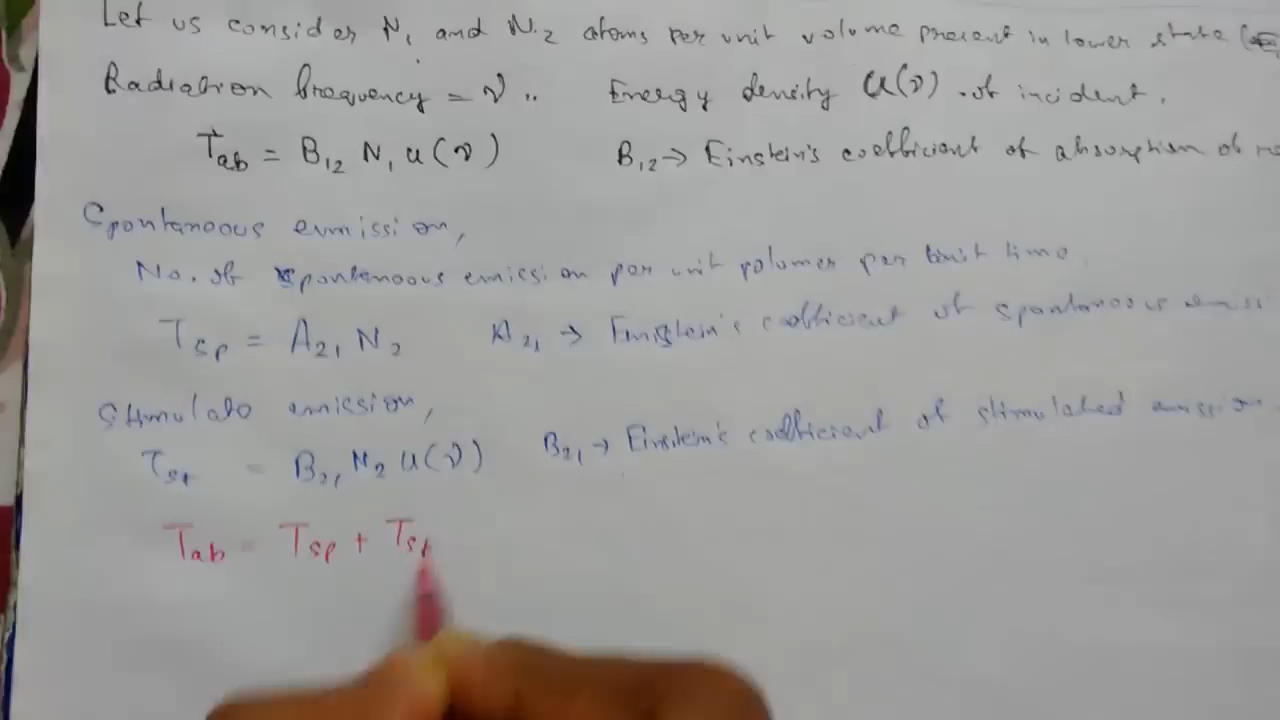 Let us consider N₁ and N₂ atoms per unit volume present in lower state
Radiation frequency = ν .. Energy density u(ν) . of incident.
Tab = B₁₂ N₁ u(ν) B₁₂ → Einstein's coefficient of absorption of
Spontaneous emission,
No. of spontaneous emission per unit volume per unit time.
Tsp = A₂₁ N₂ A₂₁ → Einstein's coefficient of spontaneous
Stimulate emission,
Tst = B₂₁ N₂ u(ν) B₂₁ → Einstein's coefficient of stimulated emission
Tab = Tsp + Tst